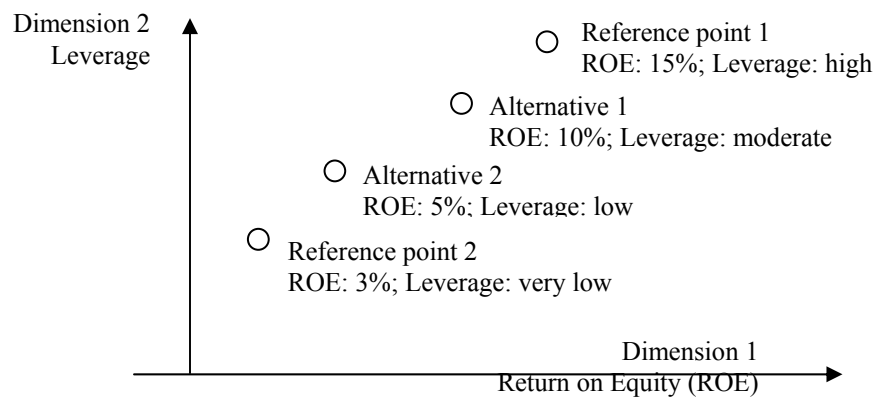 Dimension 2
Leverage
Reference point 1
ROE: 15%; Leverage: high
Alternative 1
ROE: 10%; Leverage: moderate
Alternative 2
ROE: 5%; Leverage: low
Reference point 2
ROE: 3%; Leverage: very low
Dimension 1
Return on Equity (ROE)